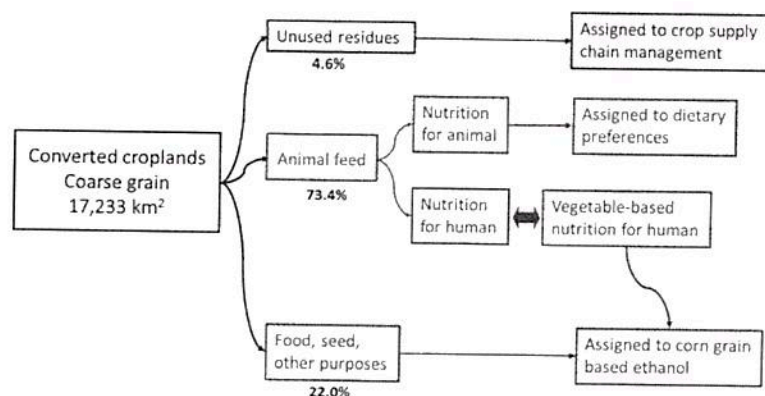 Unused residues
4.6%
Assigned to crop supply
chain management
Converted croplands
Coarse grain
17,233 km²
Animal feed
73.4%
Nutrition
for animal
Assigned to dietary
preferences
Nutrition
for human
Vegetable-based
nutrition for human
Food, seed,
other purposes
22.0%
Assigned to corn grain
based ethanol